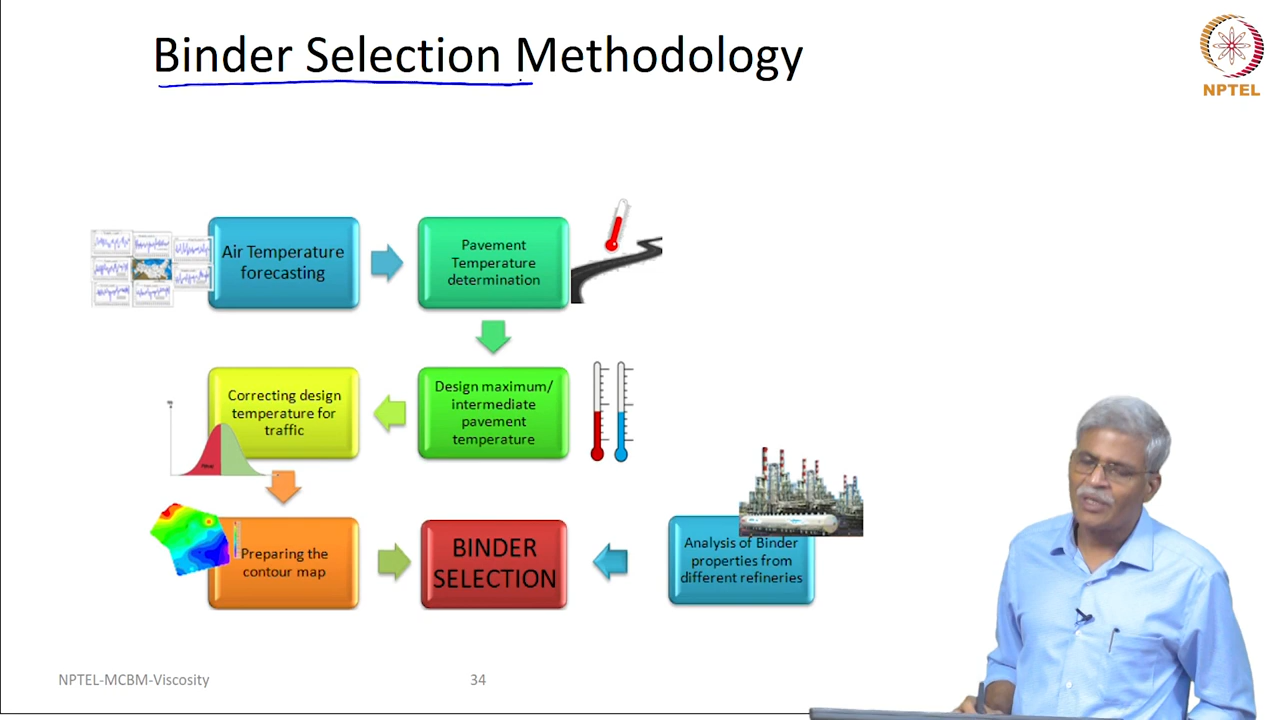 Binder Selection Methodology
NPTEL
Air Temperature
forecasting
Pavement
Temperature
determination
Design maximum/
intermediate
pavement
temperature
Correcting design
temperature for
traffic
Preparing the
contour map
BINDER
SELECTION
Analysis of Binder
properties from
different refineries
NPTEL-MCBM-Viscosity
34